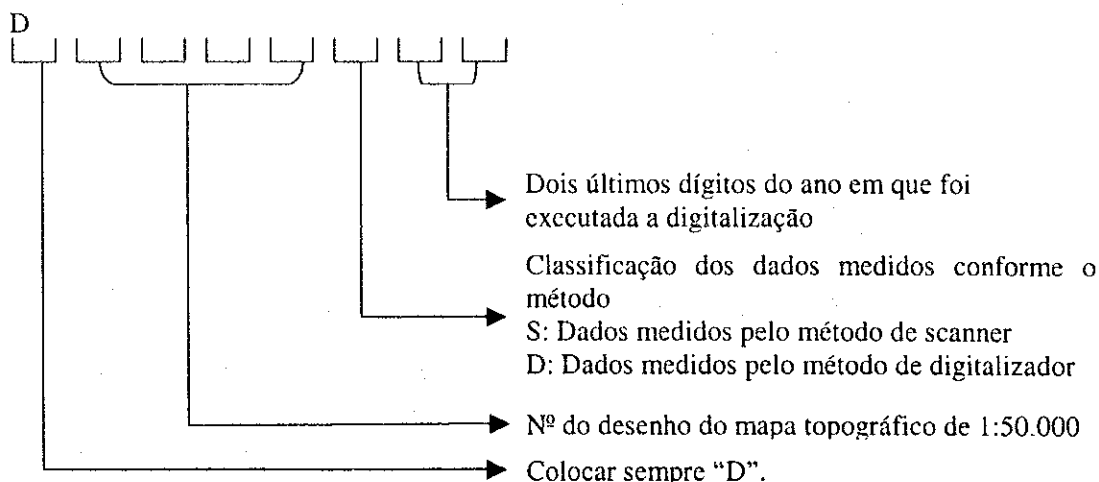 D
Dois últimos dígitos do ano em que foi
executada a digitalização
Classificação dos dados medidos conforme o
método
S: Dados medidos pelo método de scanner
D: Dados medidos pelo método de digitalizador
Nº do desenho do mapa topográfico de 1:50.000
Colocar sempre “D”.